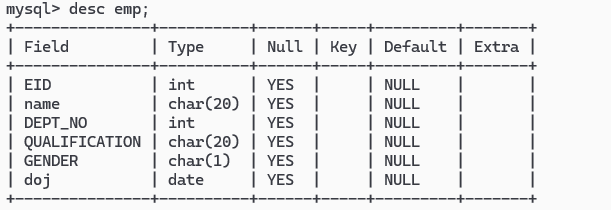 mysql> desc emp;
+---------------+----------+------+-----+---------+-------+
| Field         | Type     | Null | Key | Default | Extra |
+---------------+----------+------+-----+---------+-------+
| EID           | int      | YES  |     | NULL    |       |
| name          | char(20) | YES  |     | NULL    |       |
| DEPT_NO       | int      | YES  |     | NULL    |       |
| QUALIFICATION | char(20) | YES  |     | NULL    |       |
| GENDER        | char(1)  | YES  |     | NULL    |       |
| doj           | date     | YES  |     | NULL    |       |
+---------------+----------+------+-----+---------+-------+